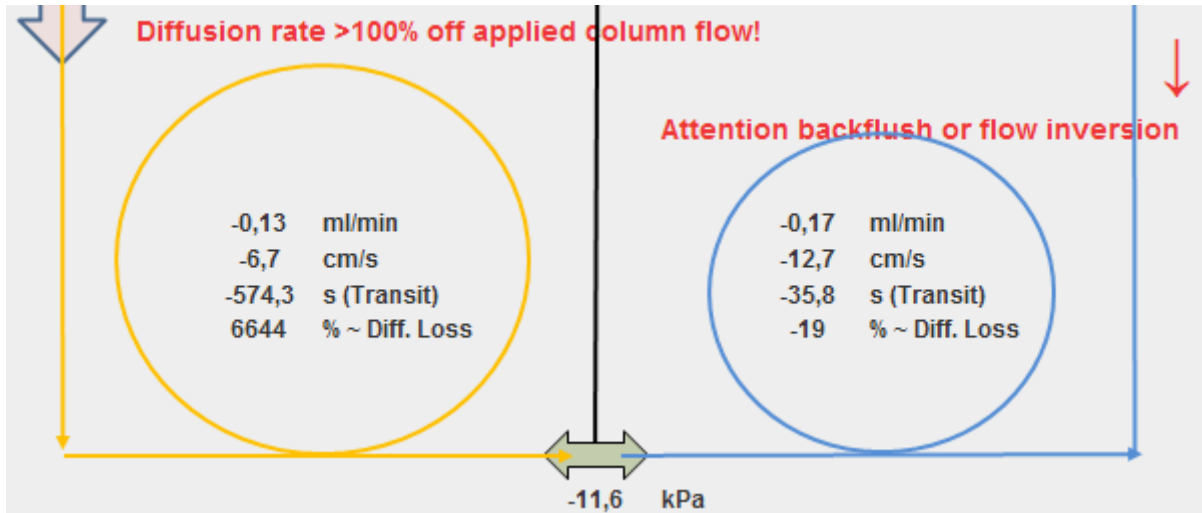 Diffusion rate >100% off applied column flow!
Attention backflush or flow inversion
-0,13 ml/min
-6,7 cm/s
-574,3 s (Transit)
6644 % ~ Diff. Loss
-0,17 ml/min
-12,7 cm/s
-35,8 s (Transit)
-19 % ~ Diff. Loss
-11,6 kPa